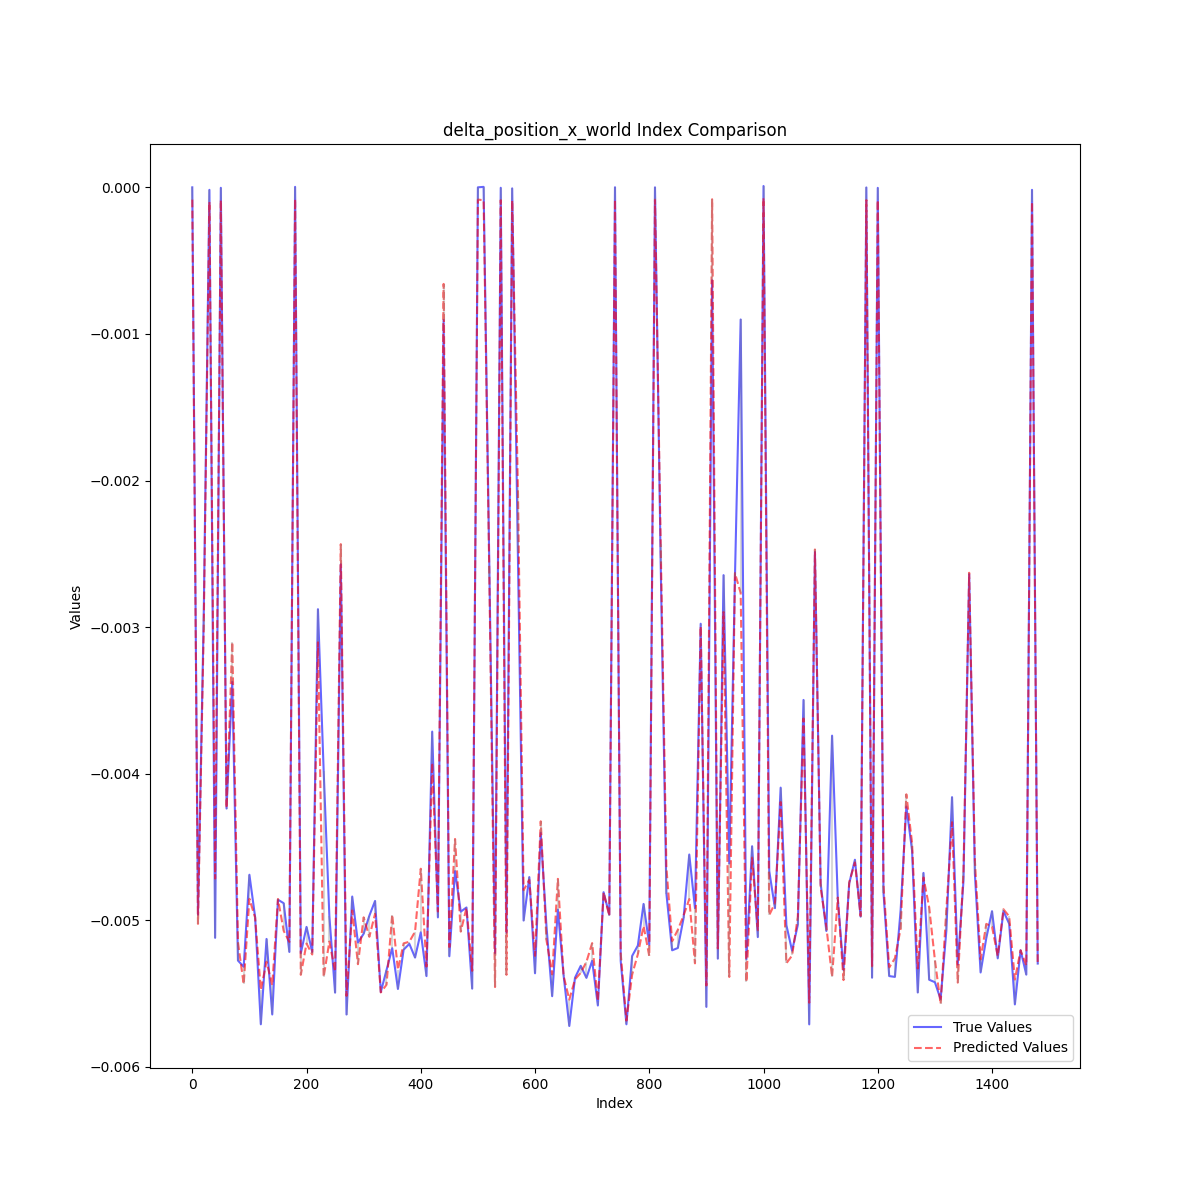 delta_position_x_world Index Comparison
0.000
−0.001
−0.002
−0.003
−0.004
−0.005
−0.006
Values
0 200 400 600 800 1000 1200 1400
Index
True Values
Predicted Values